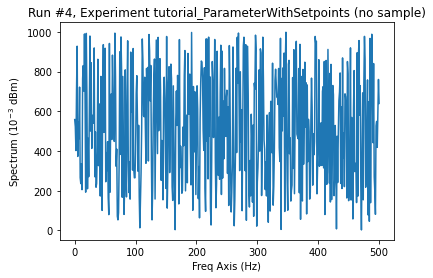 Run #4, Experiment tutorial_ParameterWithSetpoints (no sample)
1000
800
600
400
200
0
Spectrum (10⁻³ dBm)
0 100 200 300 400 500
Freq Axis (Hz)